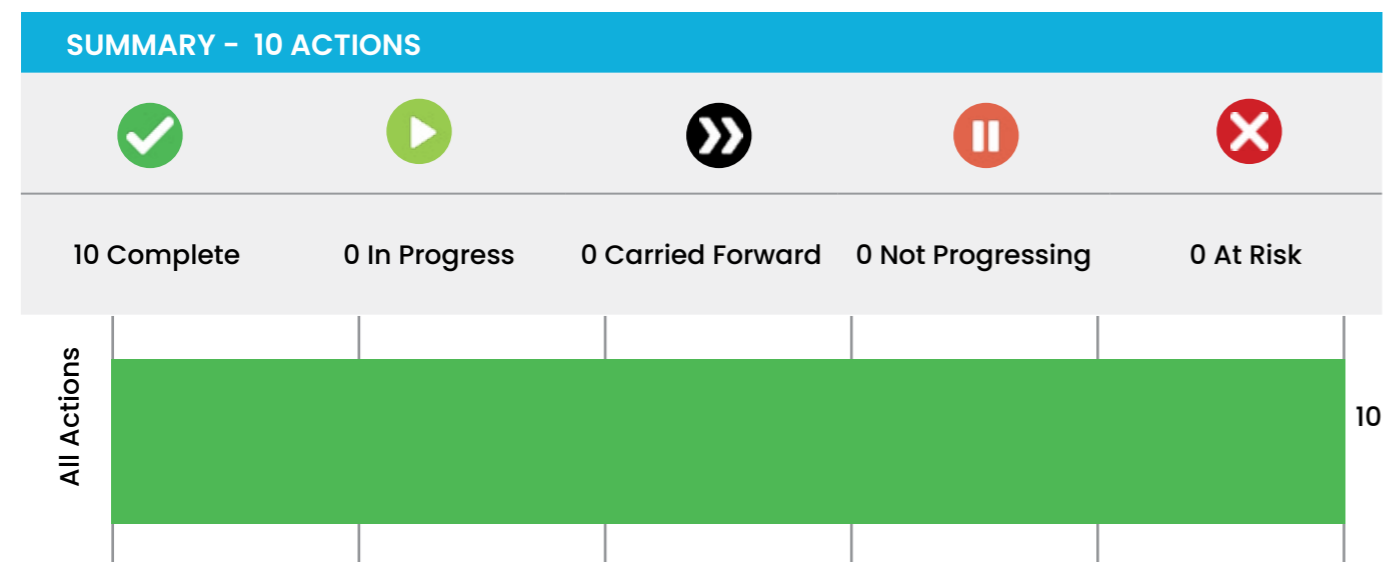 SUMMARY - 10 ACTIONS
10 Complete
0 In Progress
0 Carried Forward
0 Not Progressing
0 At Risk
All Actions
10